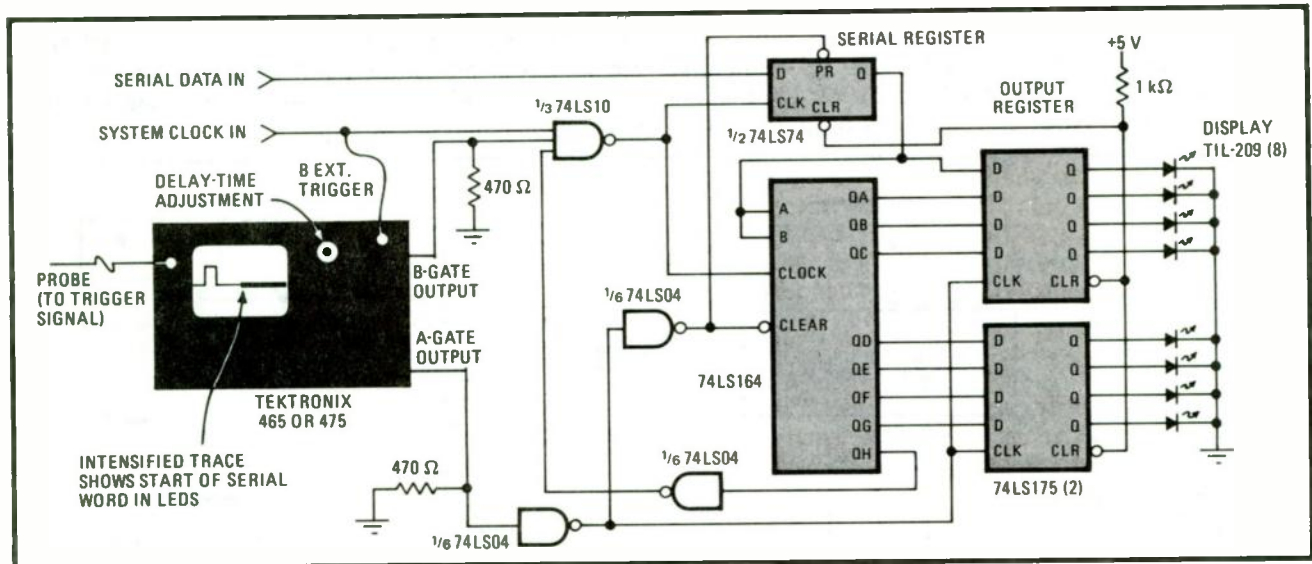 SERIAL DATA IN
SYSTEM CLOCK IN
DELAY-TIME
ADJUSTMENT
B EXT.
TRIGGER
PROBE
(TO TRIGGER
SIGNAL)
B-GATE
OUTPUT
A-GATE
OUTPUT
TEKTRONIX
465 OR 475
INTENSIFIED TRACE
SHOWS START OF SERIAL
WORD IN LEDS
470 Ω
1/6 74LS04
1/3 74LS10
470 Ω
SERIAL REGISTER
D PR Q
CLK CLR
1/2 74LS74
1/6 74LS04
A
B
CLOCK
CLEAR
QA
QB
QC
QD
QE
QF
QG
QH
74LS164
1/6 74LS04
+5 V
1 kΩ
OUTPUT
REGISTER
D Q
D Q
D Q
D Q
CLK CLR
D Q
D Q
D Q
D Q
CLK CLR
74LS175 (2)
DISPLAY
TIL-209 (8)